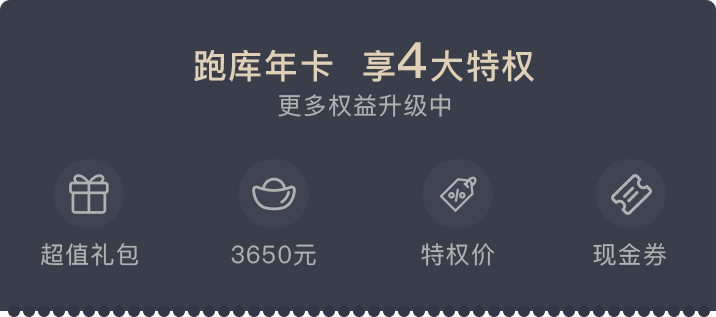 跑库年卡 享4大特权
更多权益升级中
超值礼包
3650元
特权价
现金券